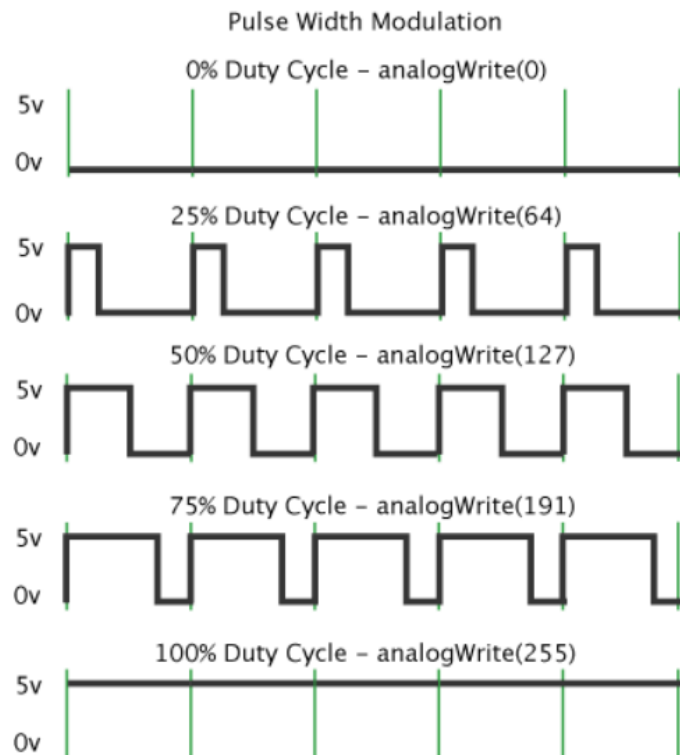 Pulse Width Modulation
0% Duty Cycle – analogWrite(0)
5v
0v
25% Duty Cycle – analogWrite(64)
5v
0v
50% Duty Cycle – analogWrite(127)
5v
0v
75% Duty Cycle – analogWrite(191)
5v
0v
100% Duty Cycle – analogWrite(255)
5v
0v